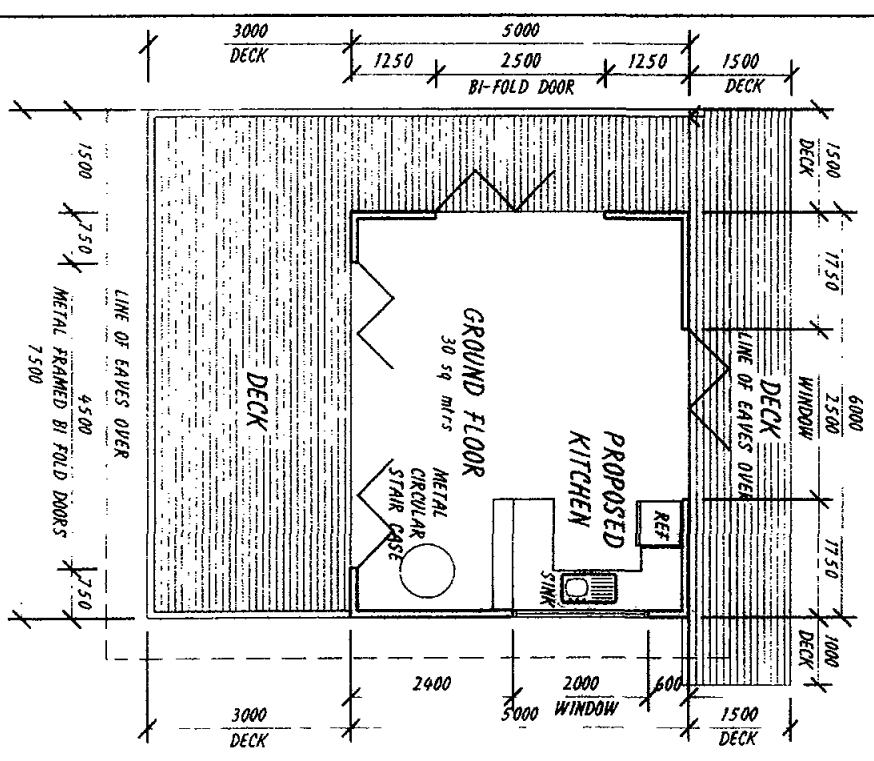 3000
DECK
5000
1250
2500
1250
1500
BI-FOLD DOOR
DECK
1500
DECK
1750
WINDOW
2500
6000
1750
1000
DECK
1500
750
4500
METAL FRAMED BI FOLD DOORS
750
7500
LINE OF EAVES OVER
DECK
GROUND FLOOR
30 sq mtrs
PROPOSED
KITCHEN
METAL
CIRCULAR
STAIR CASE
REF
SINK
DECK
LINE OF EAVES OVER
2400
2000
600
WINDOW
3000
DECK
5000
1500
DECK